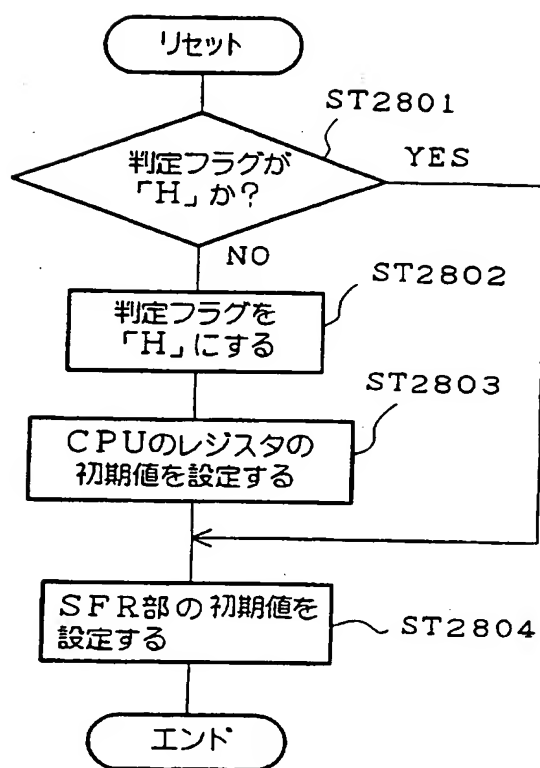 リセット
ST2801
判定フラグが
「H」か?
YES
NO
ST2802
判定フラグを
「H」にする
ST2803
CPUのレジスタの
初期値を設定する
SFR部の初期値を
設定する
ST2804
エンド